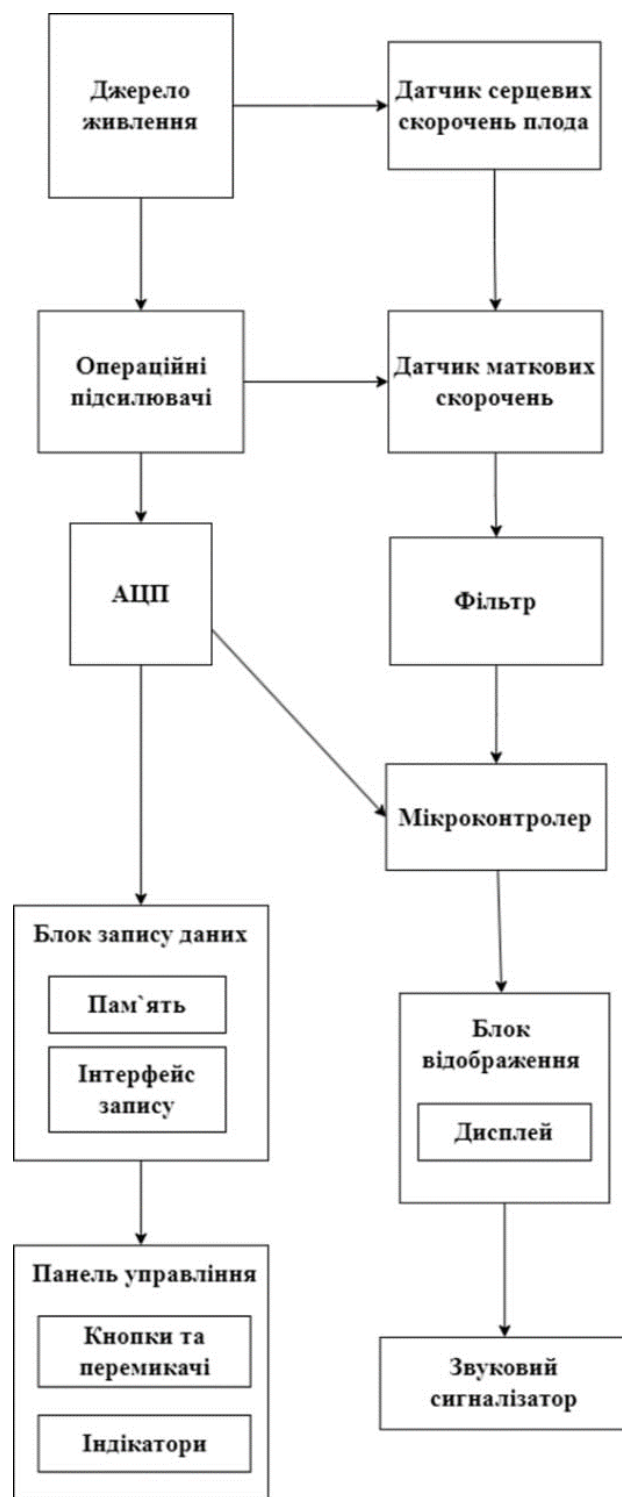 Джерело
живлення
Датчик серцевих
скорочень плода
Операційні
підсилювачі
Датчик маткових
скорочень
АЦП
Фільтр
Мікроконтролер
Блок запису даних
Пам`ять
Інтерфейс
запису
Блок
відображення
Дисплей
Панель управління
Кнопки та
перемикачі
Індікатори
Звуковий
сигналізатор